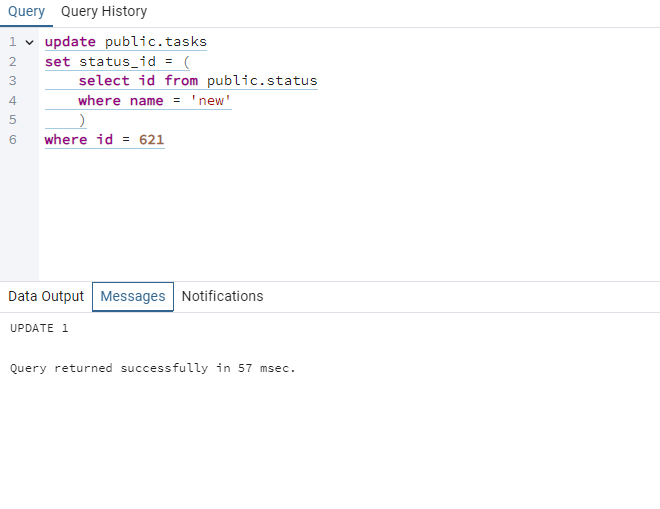 Query Query History
1 update public.tasks
2 set status_id = (
3     select id from public.status
4     where name = 'new'
5     )
6 where id = 621
Data Output Messages Notifications
UPDATE 1
Query returned successfully in 57 msec.